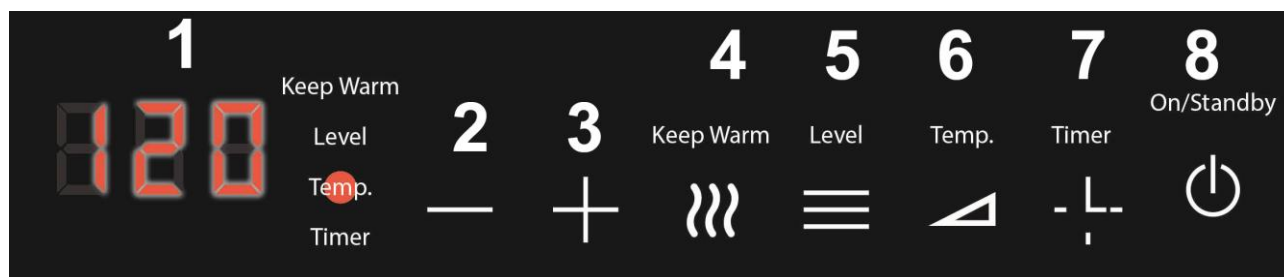 1
120
Keep Warm
Level
Temp.
Timer
2
3
4
Keep Warm
5
Level
6
Temp.
7
Timer
8
On/Standby